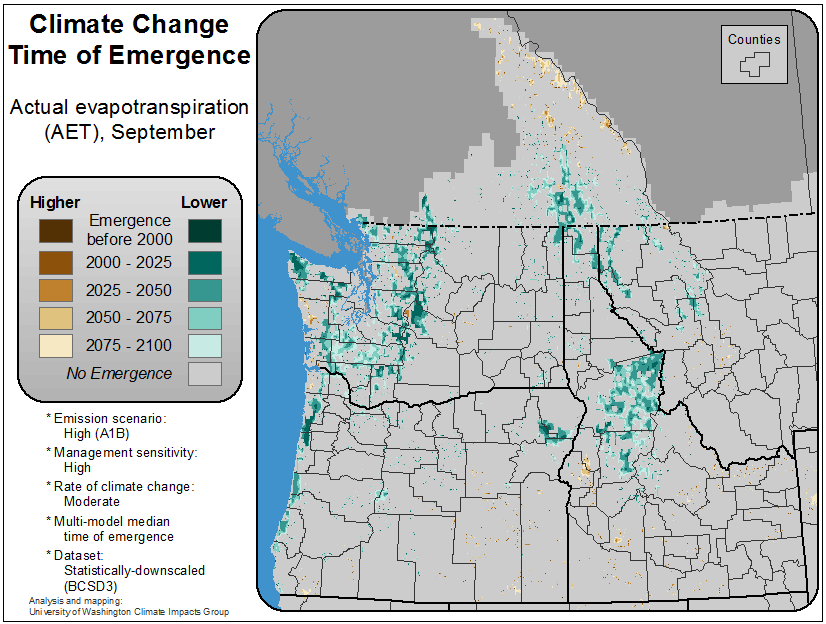 Climate Change
Time of Emergence
Actual evapotranspiration
(AET), September
Higher Lower
Emergence
before 2000
2000 - 2025
2025 - 2050
2050 - 2075
2075 - 2100
No Emergence
* Emission scenario:
High (A1B)
* Management sensitivity:
High
* Rate of climate change:
Moderate
* Multi-model median
time of emergence
* Dataset:
Statistically-downscaled
(BCSD3)
Analysis and mapping:
University of Washington Climate Impacts Group
Counties